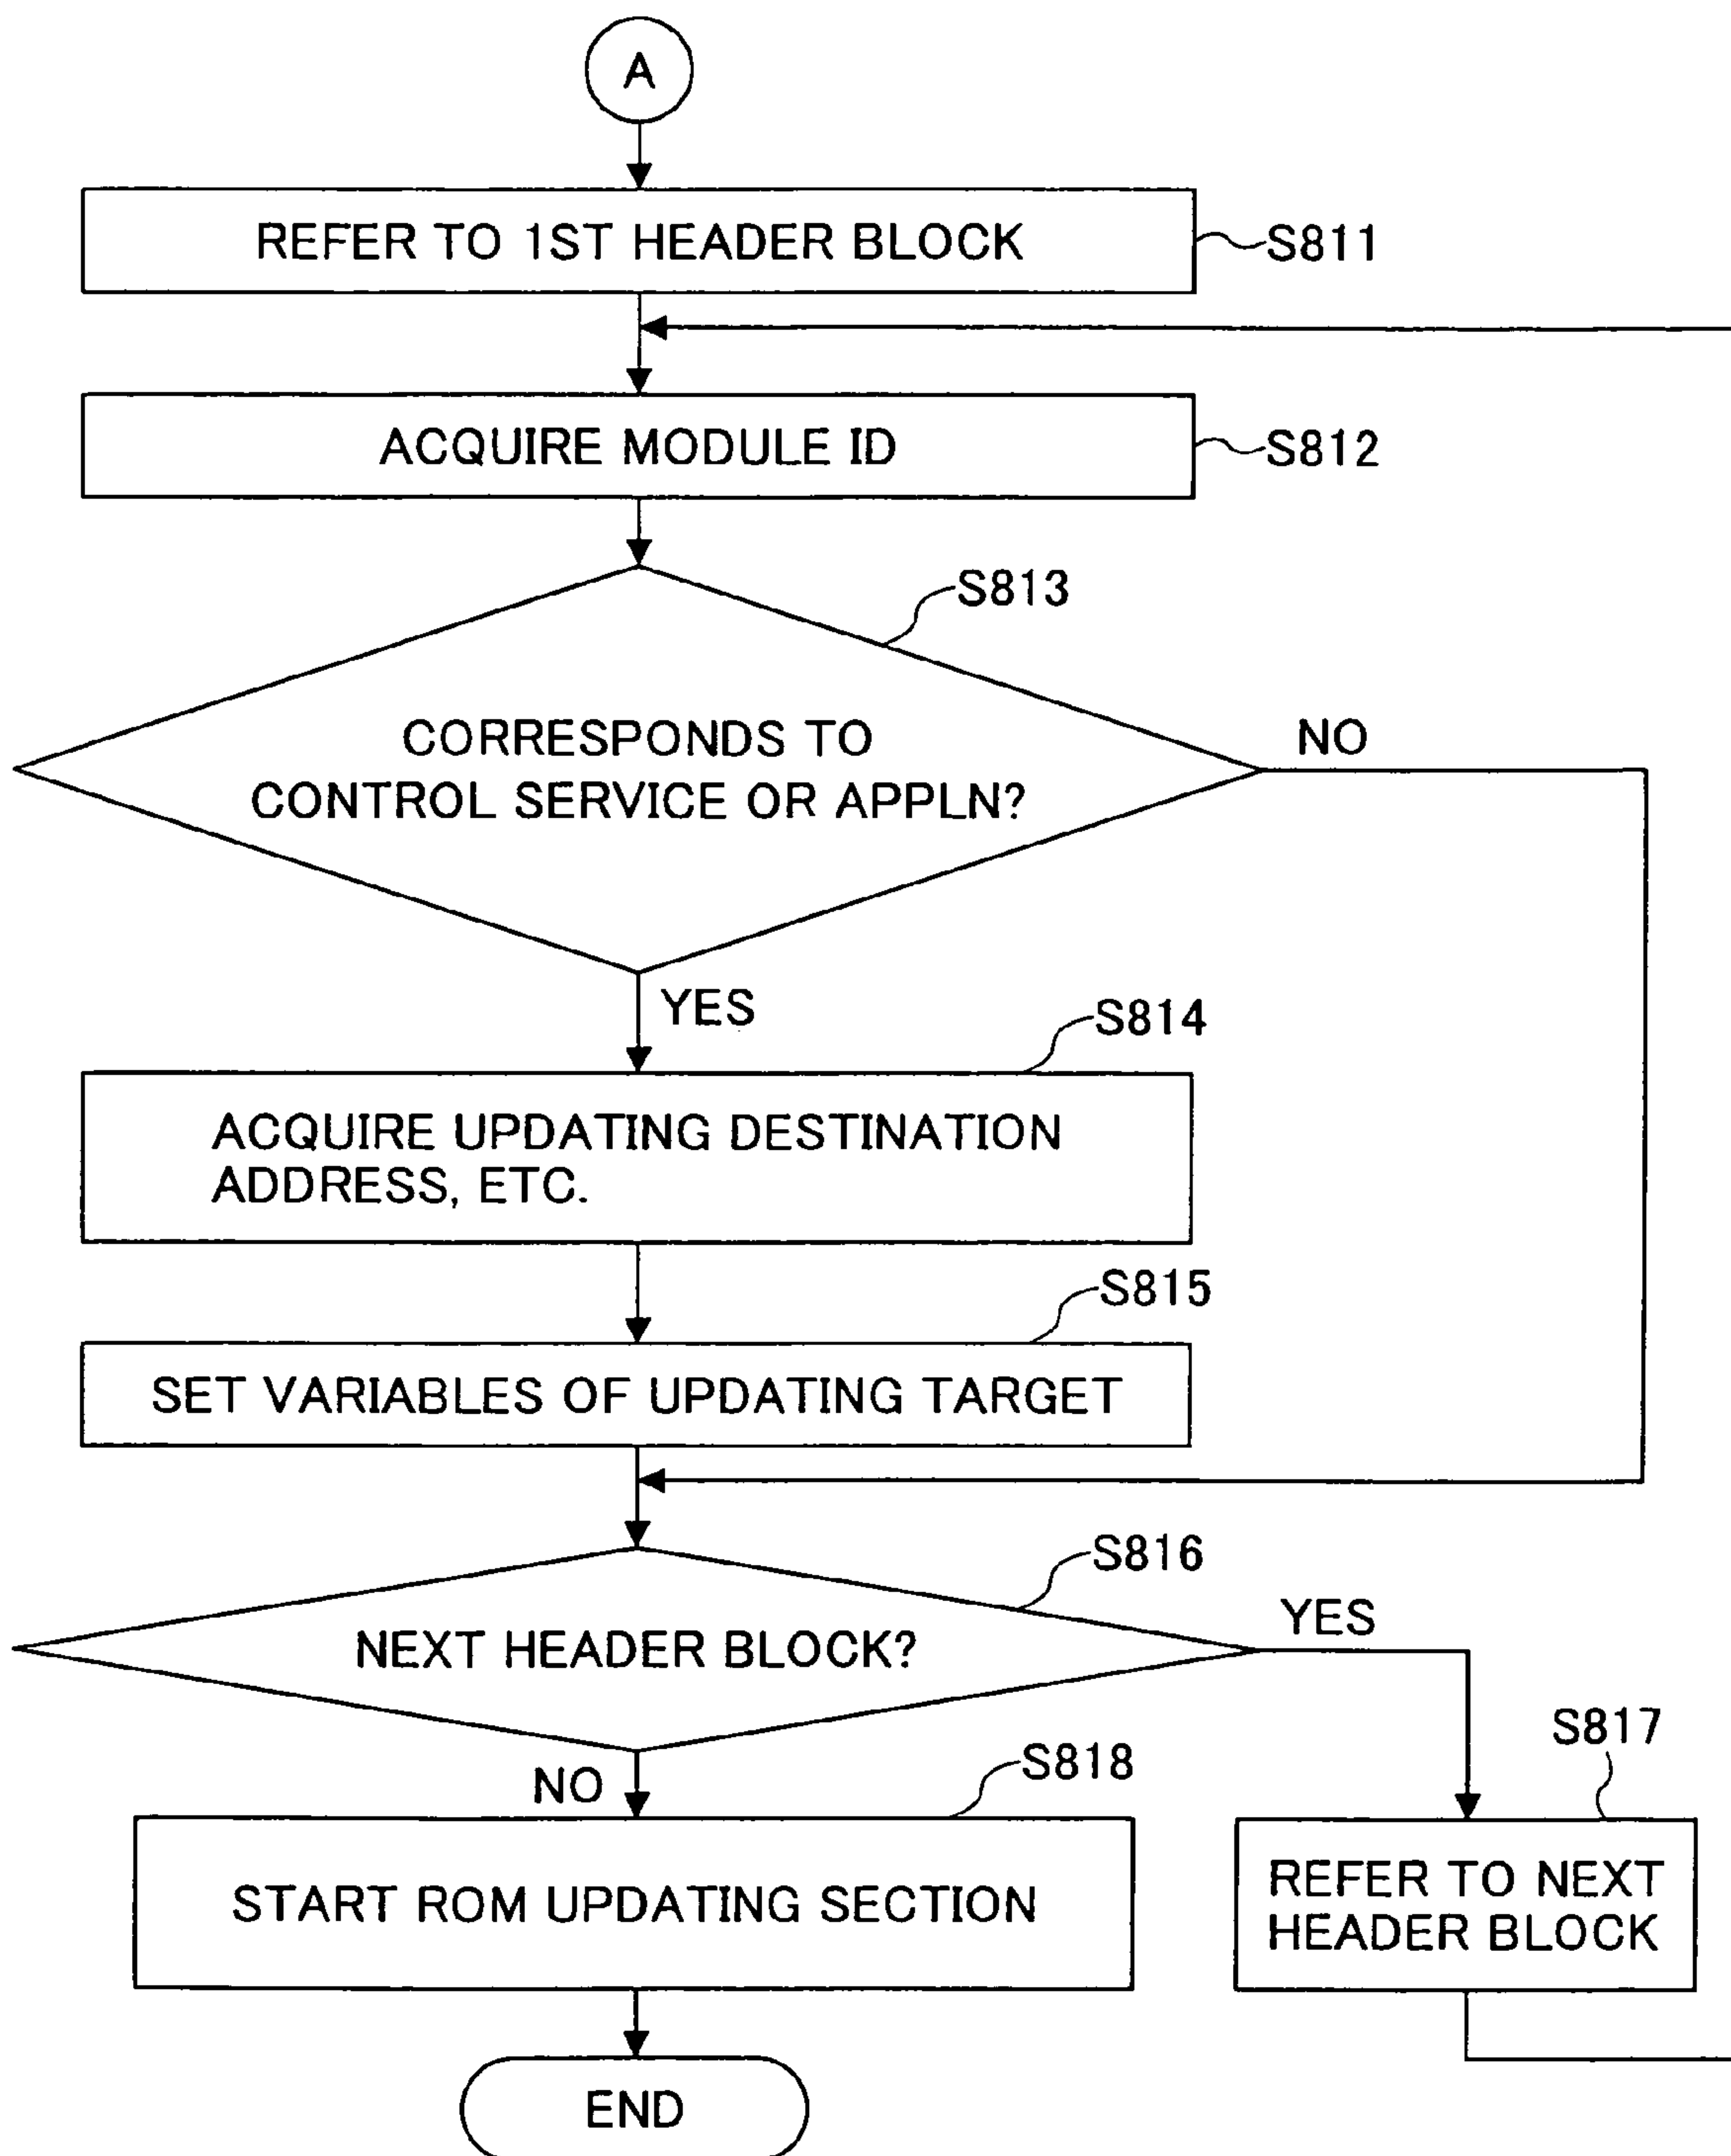 A
REFER TO 1ST HEADER BLOCK
S811
ACQUIRE MODULE ID
S812
S813
CORRESPONDS TO
CONTROL SERVICE OR APPLN?
NO
YES
S814
ACQUIRE UPDATING DESTINATION
ADDRESS, ETC.
S815
SET VARIABLES OF UPDATING TARGET
S816
NEXT HEADER BLOCK?
YES
S817
NO
S818
START ROM UPDATING SECTION
REFER TO NEXT
HEADER BLOCK
END